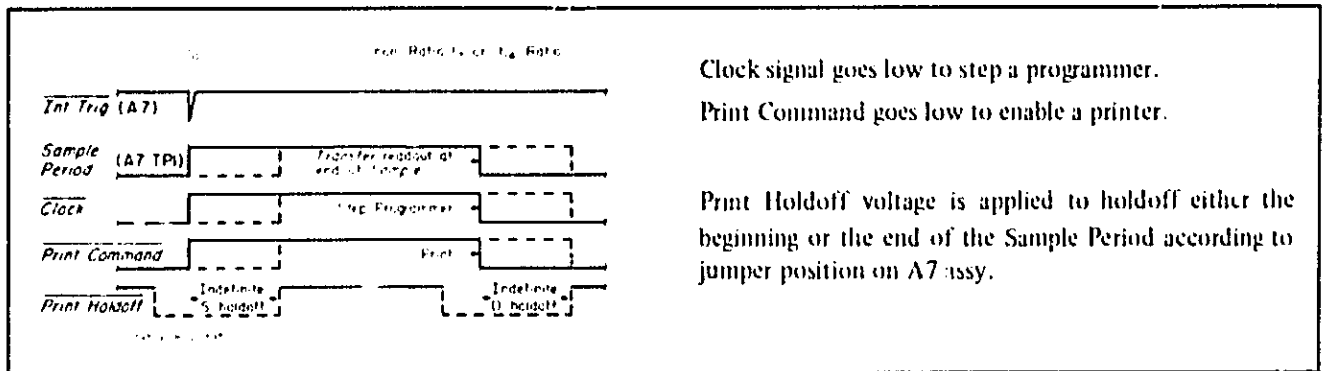 Ratio or Ratio
Int Trig (A7)
Sample Period (A7 TP1)
Transfer readout at
end of Sample
Clock
Step Programmer
Print Command
Print
Print Holdoff
Indefinite
S holdoff
Indefinite
D holdoff
Clock signal goes low to step a programmer.
Print Command goes low to enable a printer.
Print Holdoff voltage is applied to holdoff either the
beginning or the end of the Sample Period according to
jumper position on A7 assy.